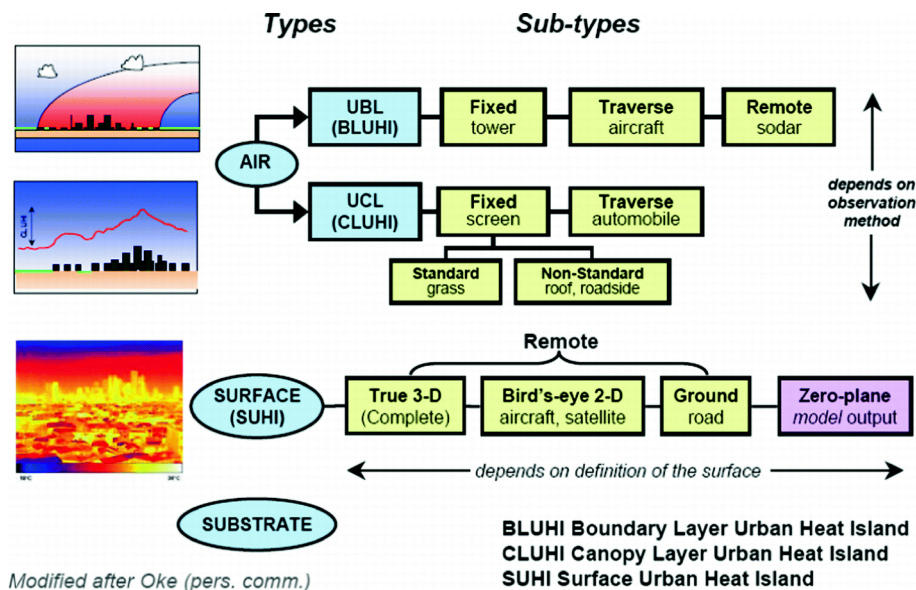 Types
Sub-types
UBL
(BLUHI)
Fixed
tower
Traverse
aircraft
Remote
sodar
AIR
UCL
(CLUHI)
Fixed
screen
Traverse
automobile
depends on
observation
method
CLUHI
Standard
grass
Non-Standard
roof, roadside
Remote
SURFACE
(SUHI)
True 3-D
(Complete)
Bird's-eye 2-D
aircraft, satellite
Ground
road
Zero-plane
model output
depends on definition of the surface
SUBSTRATE
BLUHI Boundary Layer Urban Heat Island
CLUHI Canopy Layer Urban Heat Island
SUHI Surface Urban Heat Island
Modified after Oke (pers. comm.)